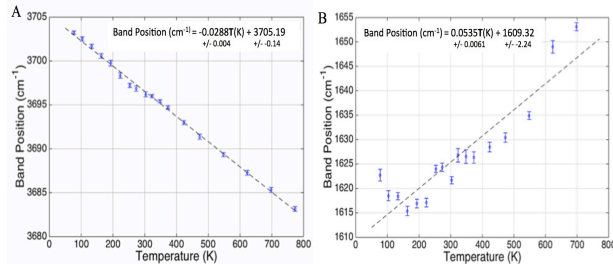 A
Band Position (cm⁻¹) = -0.0288T(K) + 3705.19
+/- 0.004 +/- -0.14
3705
3700
3695
3690
3685
3680
Band Position (cm⁻¹)
0 100 200 300 400 500 600 700 800
Temperature (K)
B
Band Position (cm⁻¹) = 0.0535T(K) + 1609.32
+/- 0.0061 +/- -2.24
1655
1650
1645
1640
1635
1630
1625
1620
1615
1610
Band Position (cm⁻¹)
0 100 200 300 400 500 600 700 800
Temperature (K)